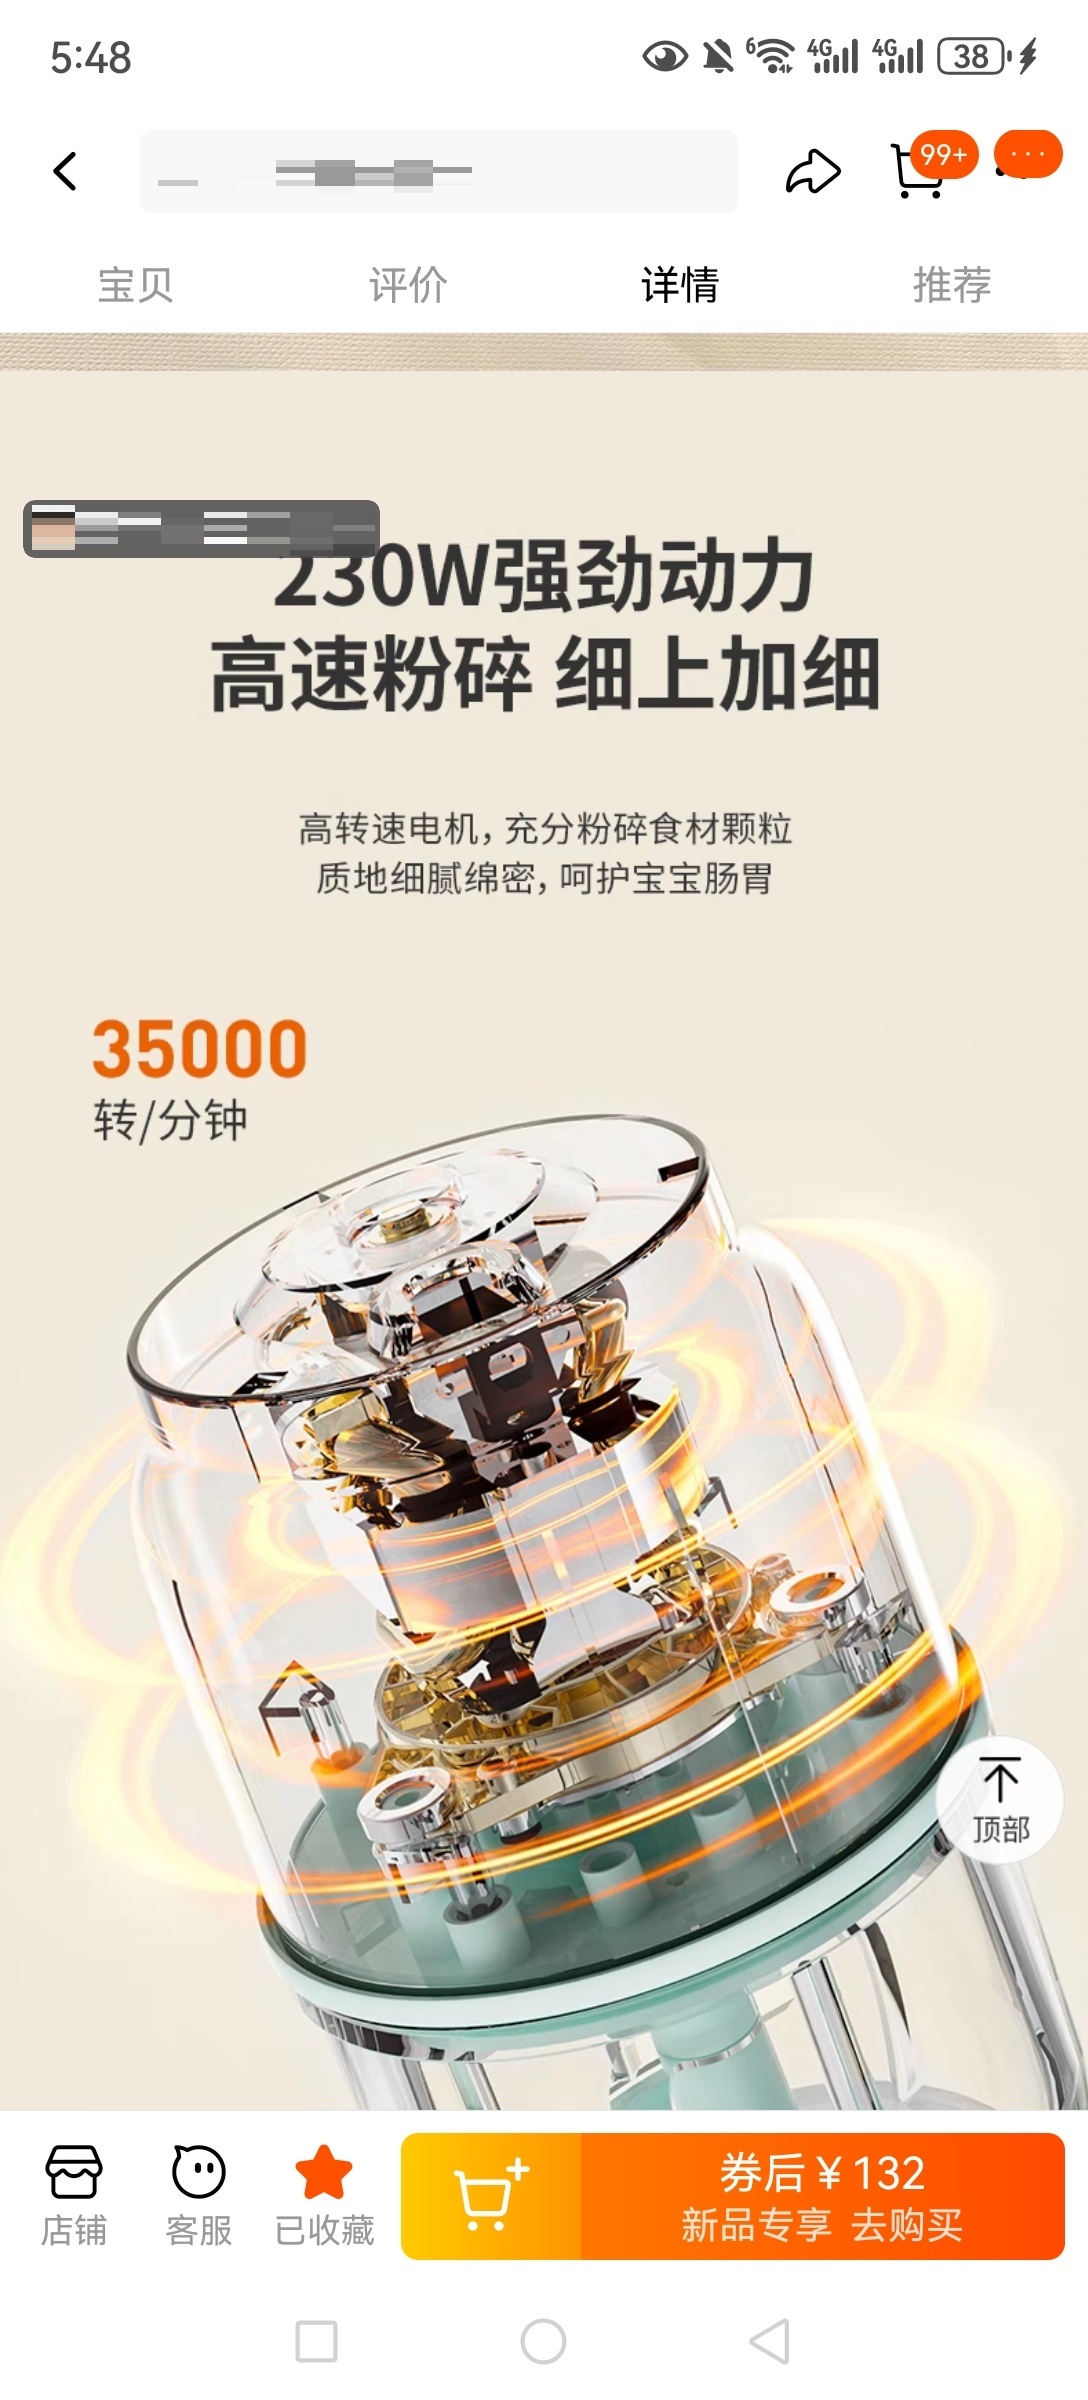 5:48
6 4G 4G 38
99+
宝贝 评价 详情 推荐
230W强劲动力
高速粉碎 细上加细
高转速电机，充分粉碎食材颗粒
质地细腻绵密，呵护宝宝肠胃
35000
转/分钟
顶部
店铺 客服 已收藏
券后￥132
新品专享 去购买